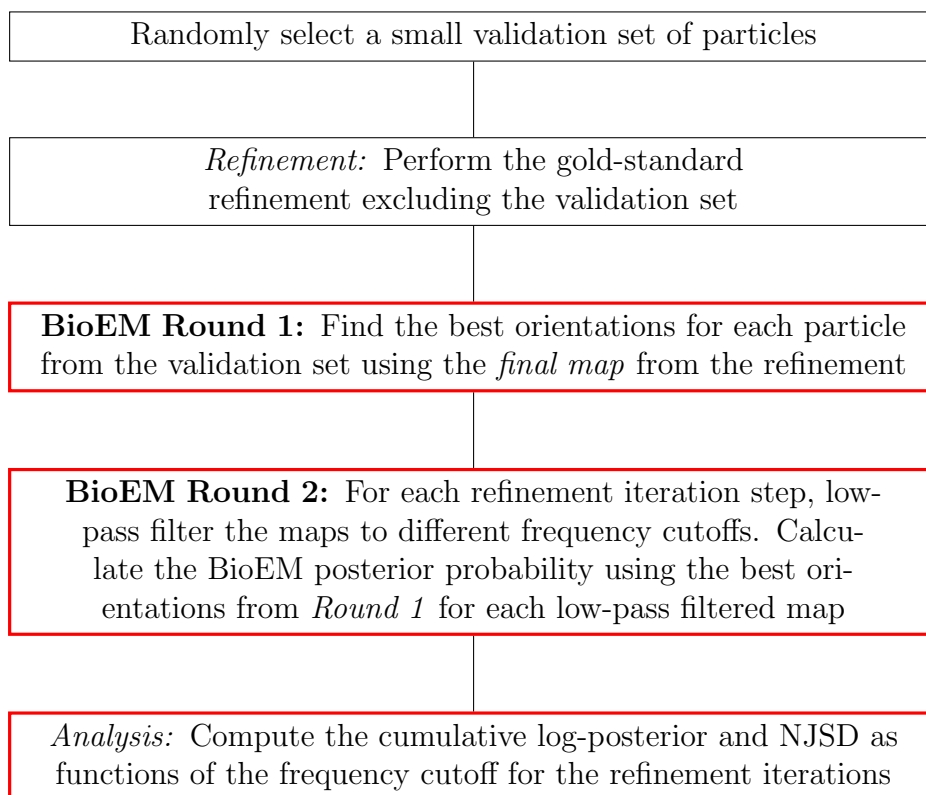 Randomly select a small validation set of particles
Refinement: Perform the gold-standard
refinement excluding the validation set
BioEM Round 1: Find the best orientations for each particle
from the validation set using the final map from the refinement
BioEM Round 2: For each refinement iteration step, low-
pass filter the maps to different frequency cutoffs. Calcu-
late the BioEM posterior probability using the best ori-
entations from Round 1 for each low-pass filtered map
Analysis: Compute the cumulative log-posterior and NJSD as
functions of the frequency cutoff for the refinement iterations